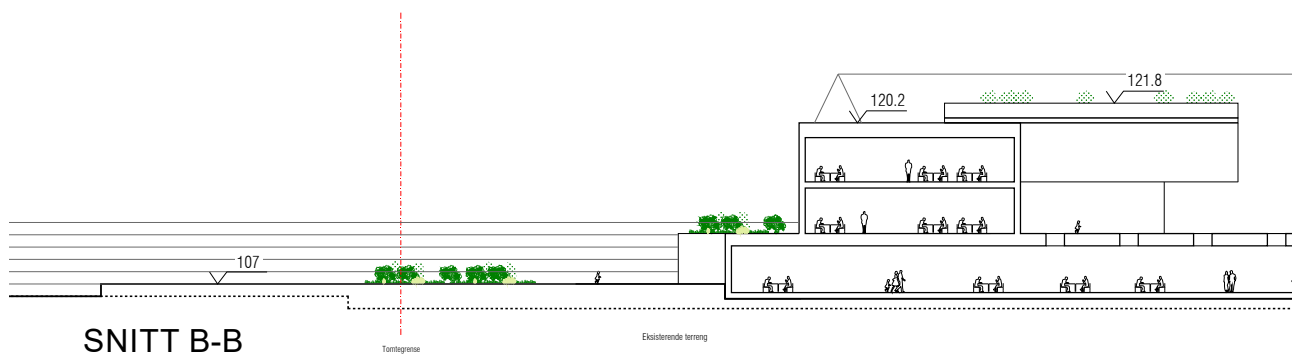 121.8
120.2
107
SNITT B-B
Tomtegrense
Eksisterende terreng